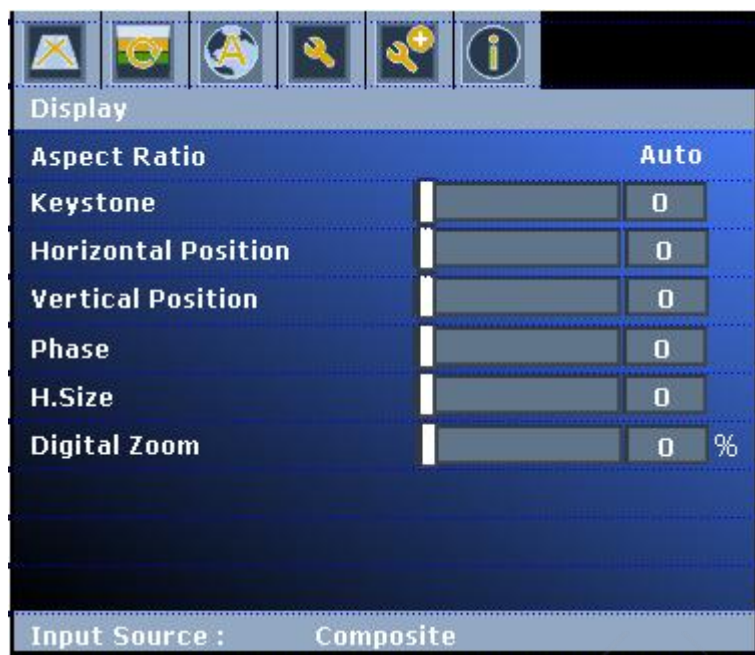 A
i
Display
Aspect Ratio Auto
Keystone 0
Horizontal Position 0
Vertical Position 0
Phase 0
H.Size 0
Digital Zoom 0 %
Input Source : Composite